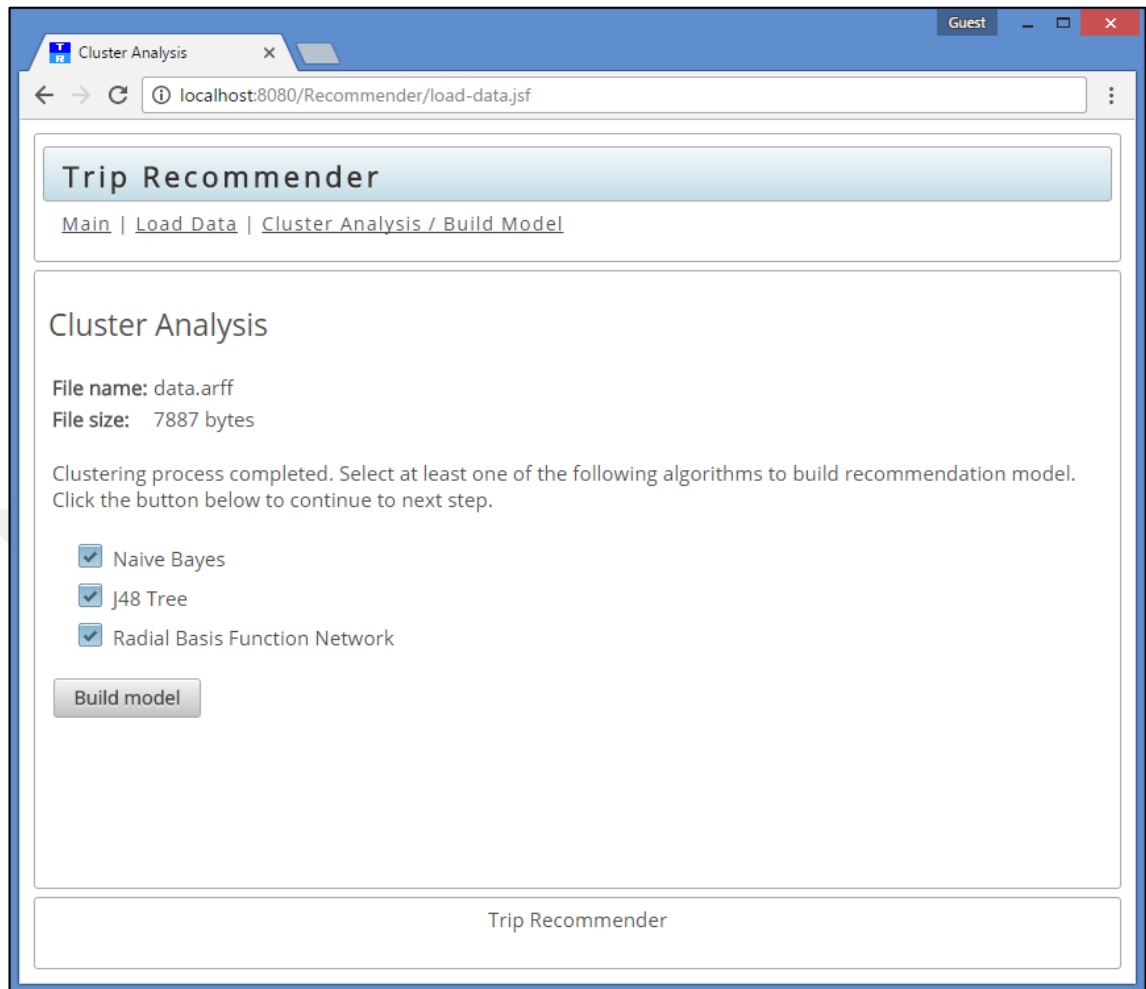 Guest
TR
Cluster Analysis
localhost:8080/Recommender/load-data.jsf
Trip Recommender
Main | Load Data | Cluster Analysis / Build Model
Cluster Analysis
File name: data.arff
File size: 7887 bytes
Clustering process completed. Select at least one of the following algorithms to build recommendation model.
Click the button below to continue to next step.
Naive Bayes
J48 Tree
Radial Basis Function Network
Build model
Trip Recommender